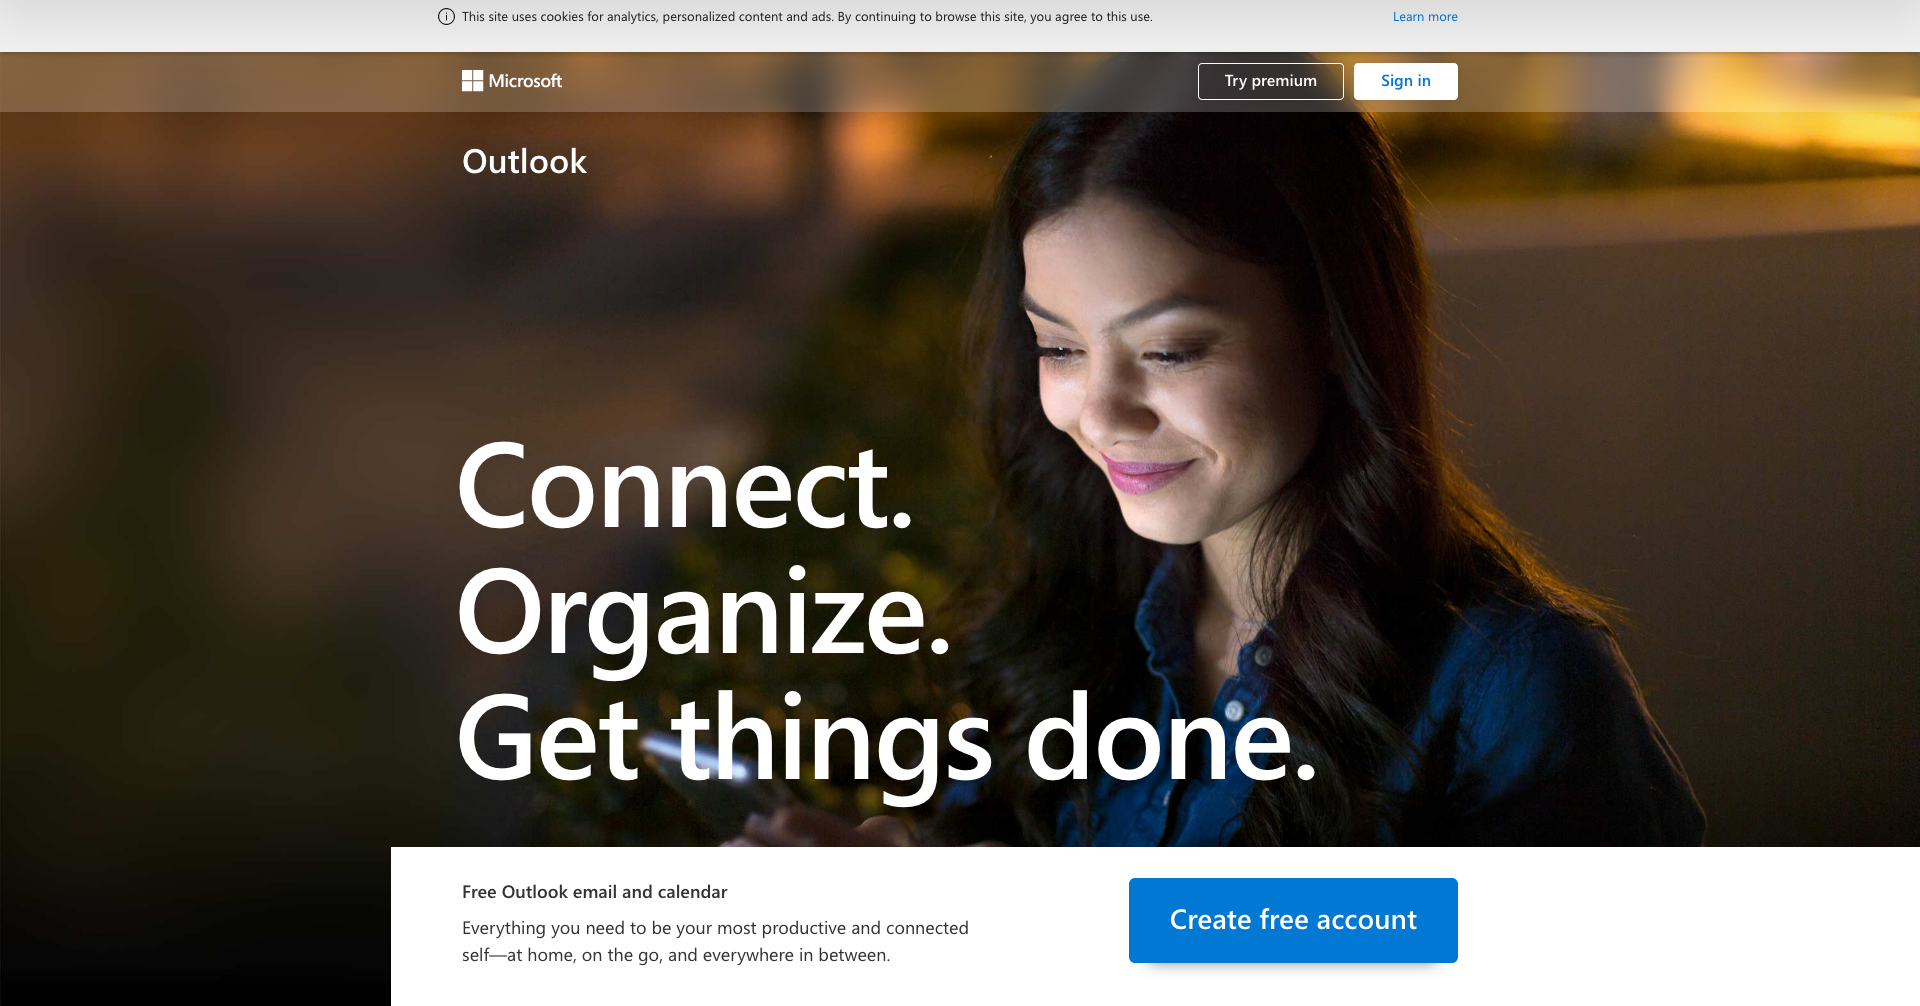 This site uses cookies for analytics, personalized content and ads. By continuing to browse this site, you agree to this use.
Learn more
Microsoft
Try premium
Sign in
Outlook
Connect.
Organize.
Get things done.
Free Outlook email and calendar
Everything you need to be your most productive and connected
self—at home, on the go, and everywhere in between.
Create free account